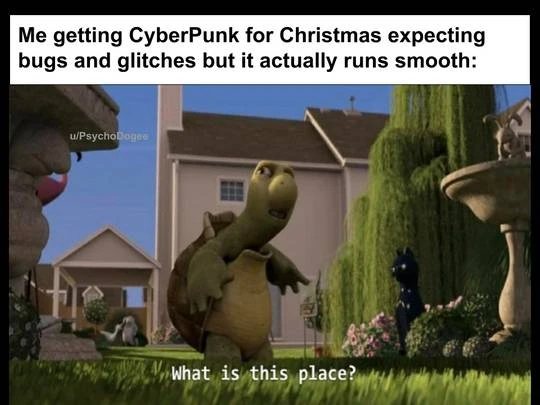 Me getting CyberPunk for Christmas expecting
bugs and glitches but it actually runs smooth:
u/PsychoDogee
What is this place?